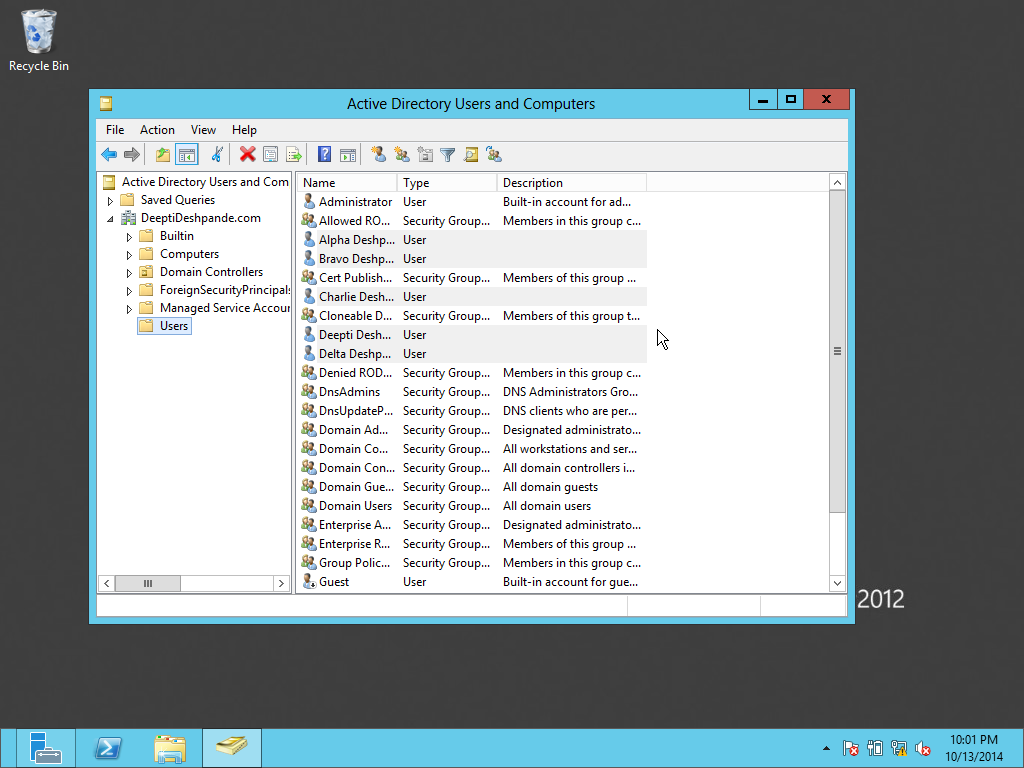 Recycle Bin
Active Directory Users and Computers
File Action View Help
Active Directory Users and Com
Saved Queries
DeeptiDeshpande.com
Builtin
Computers
Domain Controllers
ForeignSecurityPrincipals
Managed Service Accour
Users
Name Type Description
Administrator User Built-in account for ad...
Allowed RO... Security Group... Members in this group c...
Alpha Deshp... User
Bravo Deshp... User
Cert Publish... Security Group... Members of this group ...
Charlie Desh... User
Cloneable D... Security Group... Members of this group t...
Deepti Desh... User
Delta Deshp... User
Denied ROD... Security Group... Members in this group c...
DnsAdmins Security Group... DNS Administrators Gro...
DnsUpdateP... Security Group... DNS clients who are per...
Domain Ad... Security Group... Designated administrato...
Domain Co... Security Group... All workstations and ser...
Domain Con... Security Group... All domain controllers i...
Domain Gue... Security Group... All domain guests
Domain Users Security Group... All domain users
Enterprise A... Security Group... Designated administrato...
Enterprise R... Security Group... Members of this group ...
Group Polic... Security Group... Members in this group c...
Guest User Built-in account for gue...
2012
10:01 PM
10/13/2014